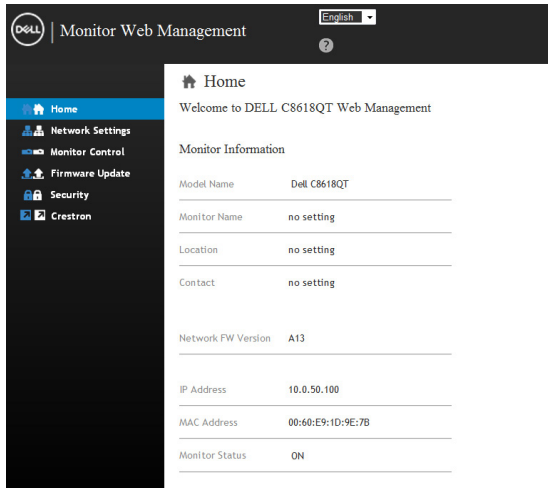 DELL
Monitor Web Management
English
?
Home
Network Settings
Monitor Control
Firmware Update
Security
Crestron
Home
Welcome to DELL C8618QT Web Management
Monitor Information
Model Name Dell C8618QT
Monitor Name no setting
Location no setting
Contact no setting
Network FW Version A13
IP Address 10.0.50.100
MAC Address 00:60:E9:1D:9E:7B
Monitor Status ON